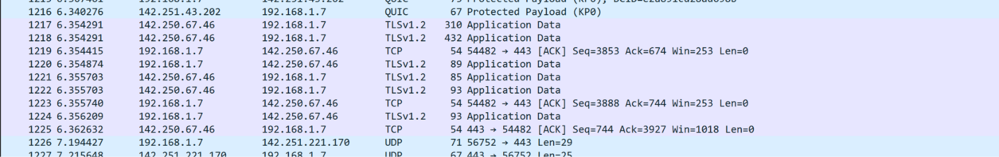 1216 6.340276 142.251.43.202 192.168.1.7 QUIC 67 Protected Payload (KP0)
1217 6.354291 142.250.67.46 192.168.1.7 TLSv1.2 310 Application Data
1218 6.354291 142.250.67.46 192.168.1.7 TLSv1.2 432 Application Data
1219 6.354415 192.168.1.7 142.250.67.46 TCP 54 54482 → 443 [ACK] Seq=3853 Ack=674 Win=253 Len=0
1220 6.354874 192.168.1.7 142.250.67.46 TLSv1.2 89 Application Data
1221 6.355703 142.250.67.46 192.168.1.7 TLSv1.2 85 Application Data
1222 6.355703 142.250.67.46 192.168.1.7 TLSv1.2 93 Application Data
1223 6.355740 192.168.1.7 142.250.67.46 TCP 54 54482 → 443 [ACK] Seq=3888 Ack=744 Win=253 Len=0
1224 6.356209 192.168.1.7 142.250.67.46 TLSv1.2 93 Application Data
1225 6.362632 142.250.67.46 192.168.1.7 TCP 54 443 → 54482 [ACK] Seq=744 Ack=3927 Win=1018 Len=0
1226 7.194427 192.168.1.7 142.251.221.170 UDP 71 56752 → 443 Len=29
1227 7.215648 142.251.221.170 192.168.1.7 UDP 67 443 → 56752 Len=25